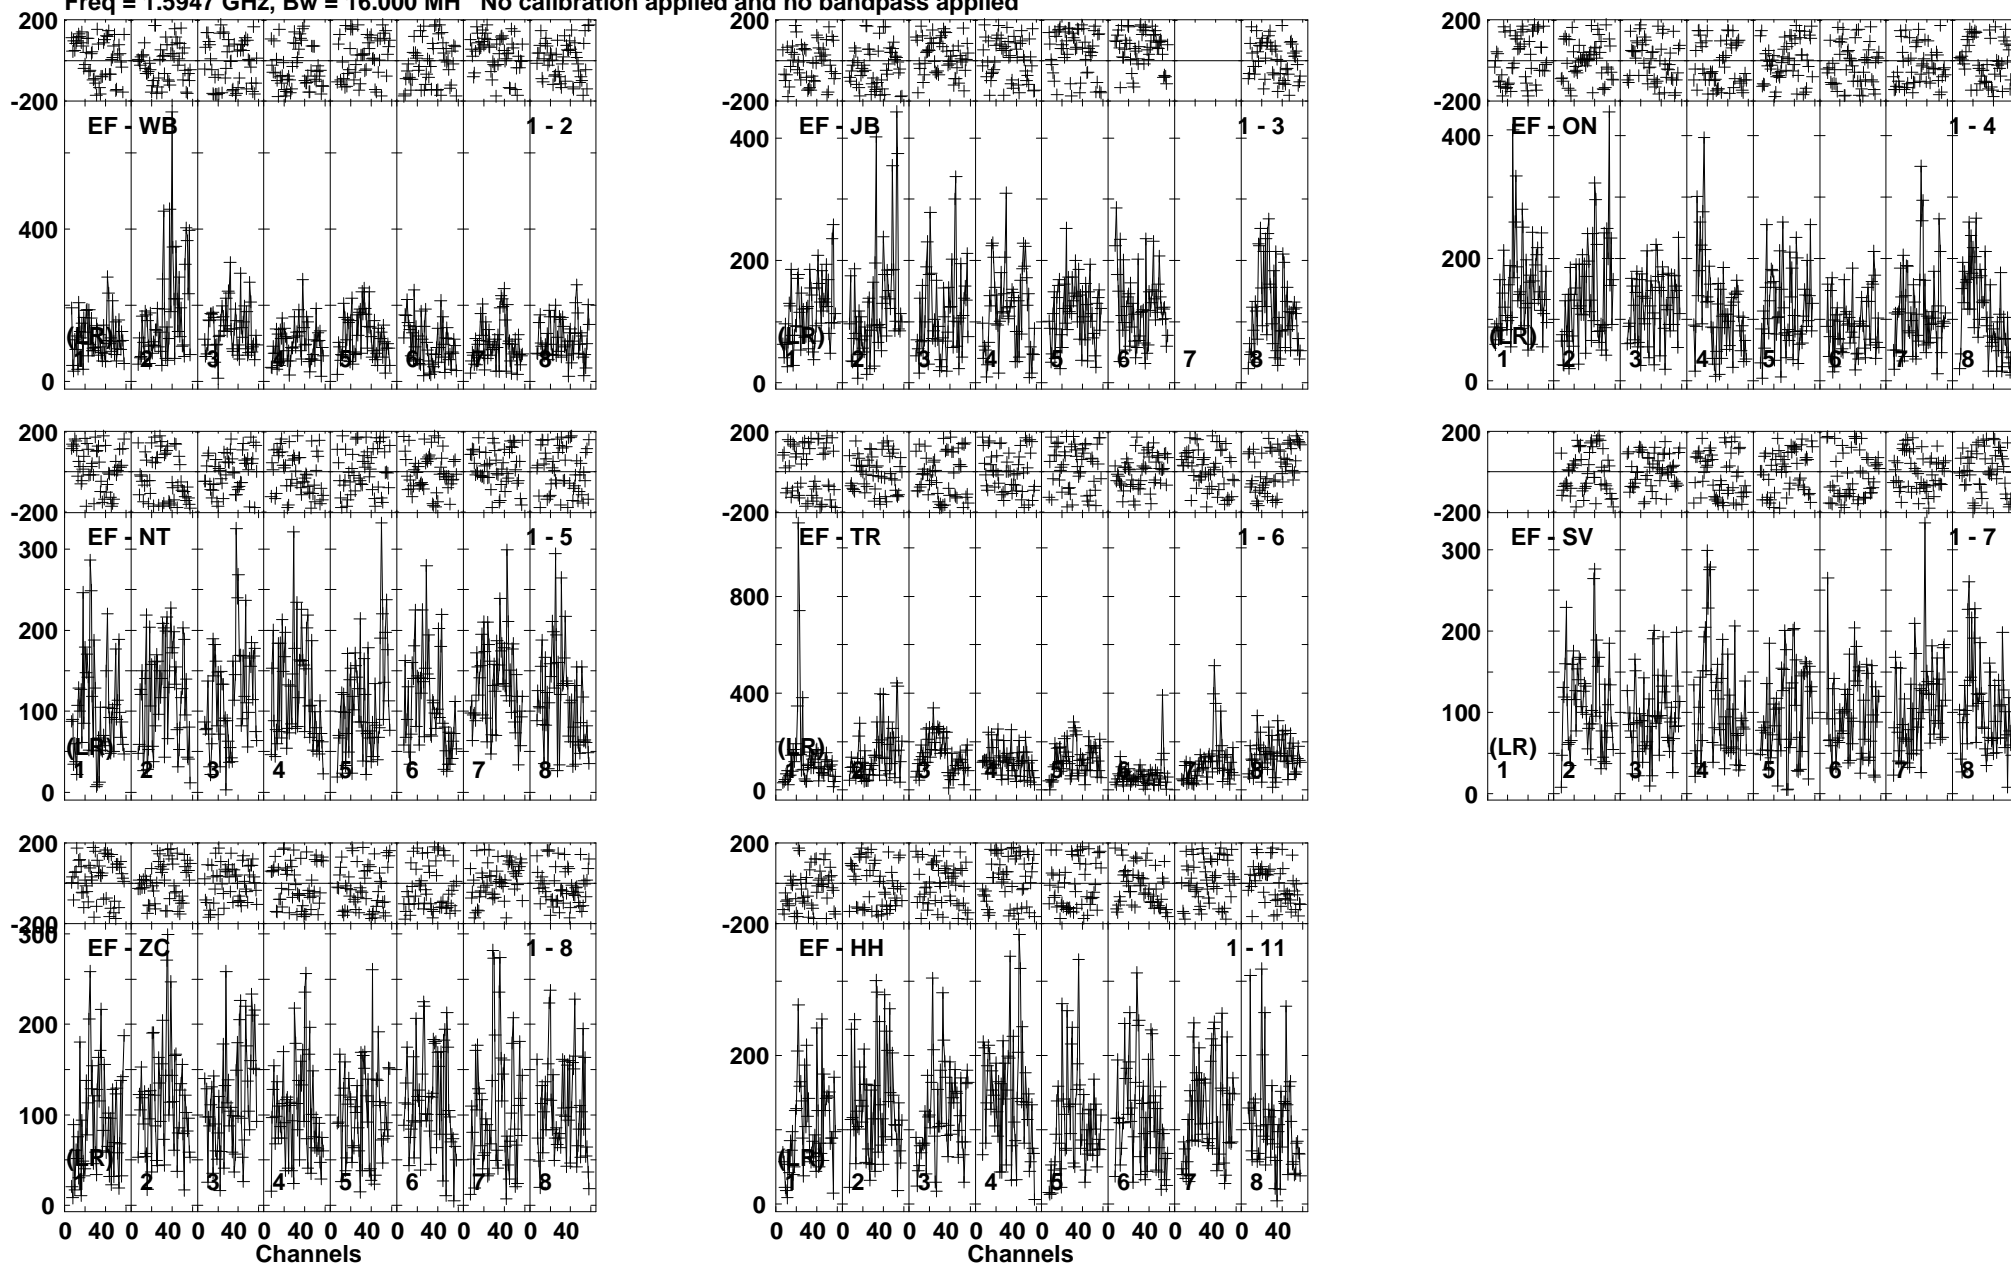 Freq = 1.5947 GHz, Bw = 16.000 MH No calibration applied and no bandpass applied
200
-200
EF - WB 1 - 2
400
0
(LR)
1 2 3 4 5 6 7 8
200
-200
EF - JB 1 - 3
400
200
0
(LR)
1 2 3 4 5 6 7 8
200
-200
EF - ON 1 - 4
400
200
0
(LR)
1 2 3 4 5 6 7 8
200
-200
EF - NT 1 - 5
300
200
100
0
(LR)
1 2 3 4 5 6 7 8
200
-200
EF - TR 1 - 6
800
400
0
(LR)
1 2 3 4 5 6 7 8
200
-200
EF - SV 1 - 7
300
200
100
0
(LR)
1 2 3 4 5 6 7 8
200
-200
EF - ZC 1 - 8
300
200
100
0
(LR)
1 2 3 4 5 6 7 8
0 40 0 40 0 40 0 40 0 40 0 40 0 40 0 40
Channels
200
-200
EF - HH 1 - 11
200
0
(LR)
1 2 3 4 5 6 7 8
0 40 0 40 0 40 0 40 0 40 0 40 0 40 0 40
Channels